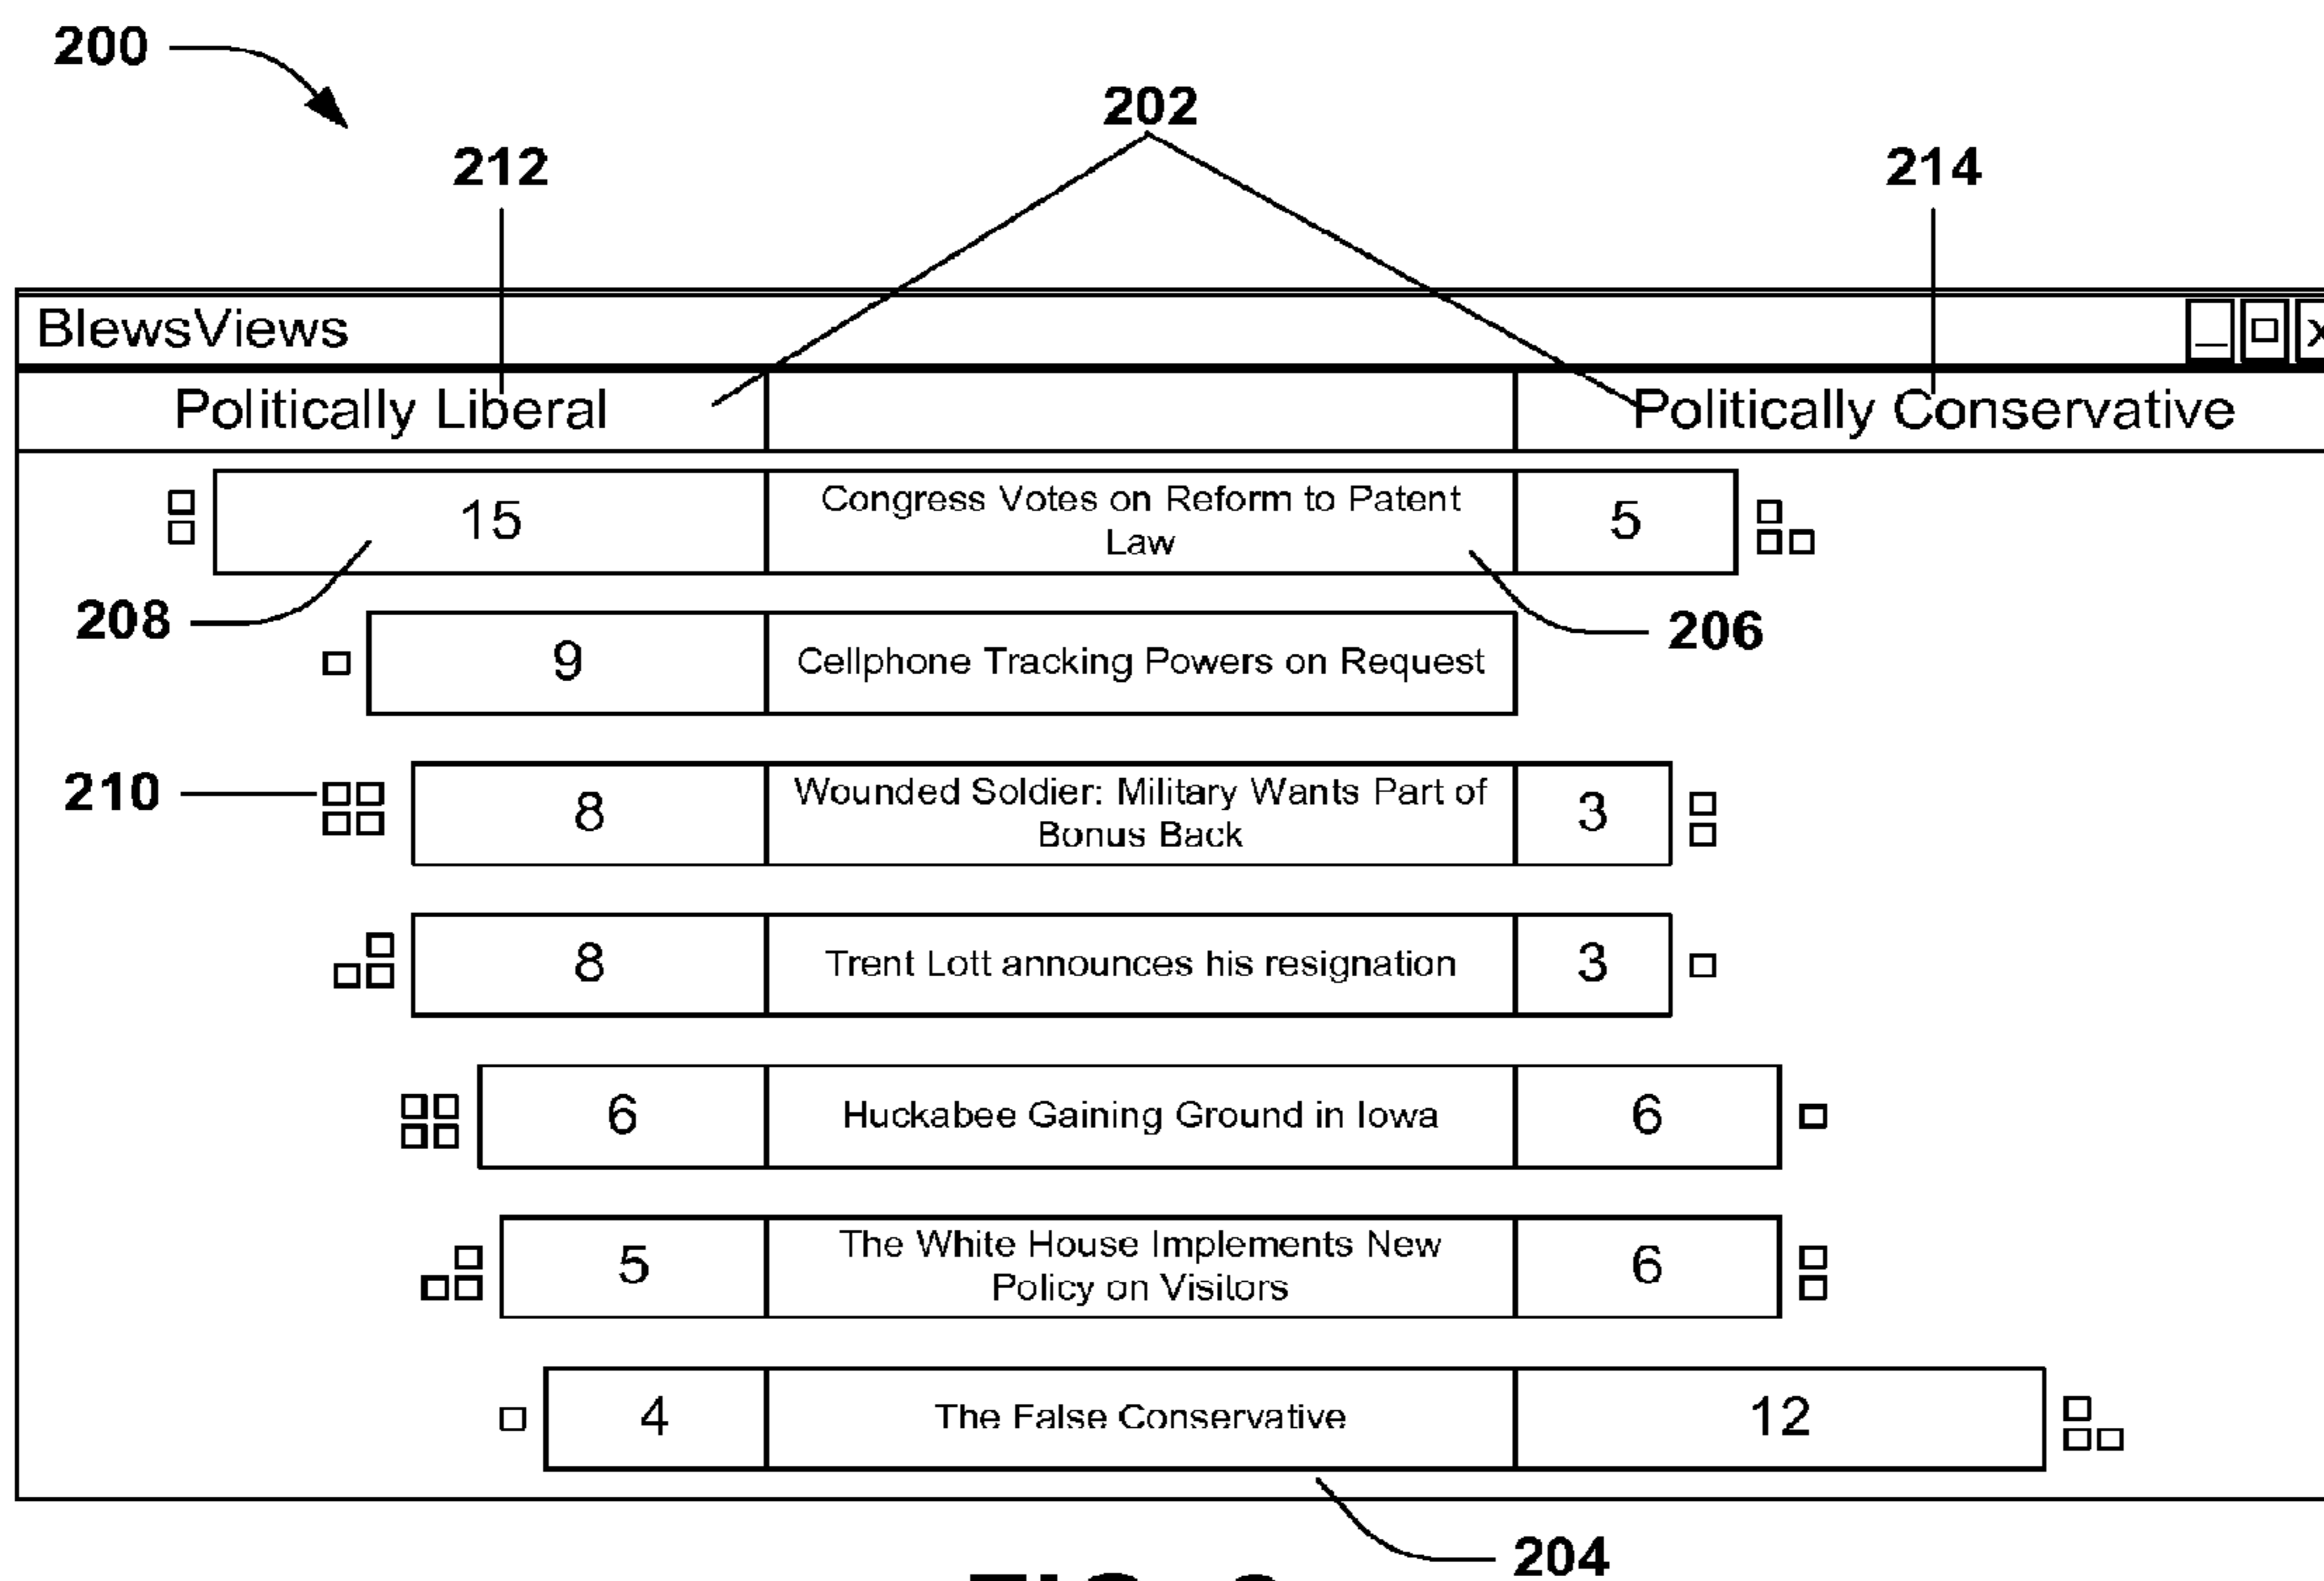 200
202
212
214
BlewsViews
Politically Liberal
Politically Conservative
15
Congress Votes on Reform to Patent
Law
5
208
206
9
Cellphone Tracking Powers on Request
210
8
Wounded Soldier: Military Wants Part of
Bonus Back
3
8
Trent Lott announces his resignation
3
6
Huckabee Gaining Ground in Iowa
6
5
The White House Implements New
Policy on Visitors
6
4
The False Conservative
12
204